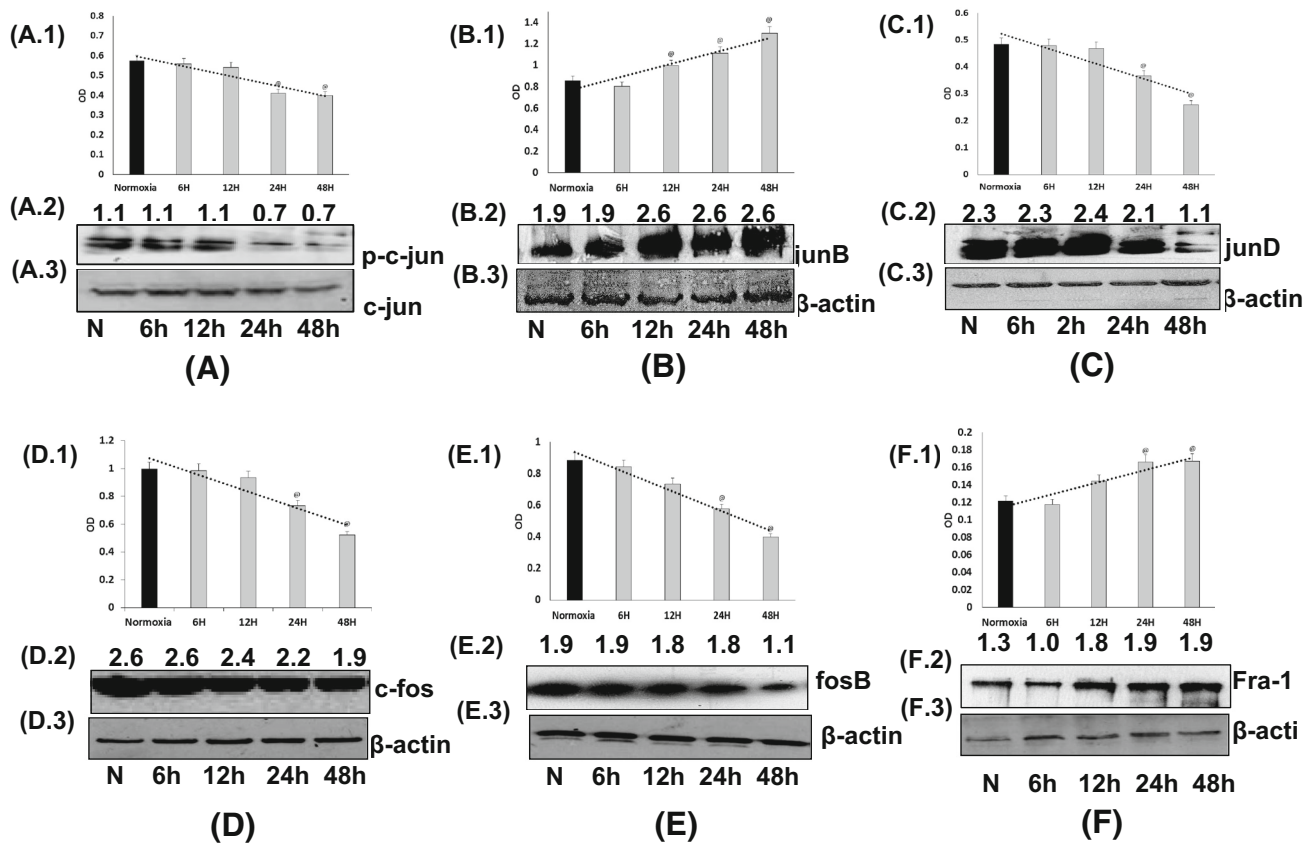 (A.1)
0.8
0.7
0.6
0.5
0.4
0.3
0.2
0.1
0
OD
@
@
Normoxia 6H 12H 24H 48H
(A.2)
1.1 1.1 1.1 0.7 0.7
p-c-jun
(A.3)
c-jun
N 6h 12h 24h 48h
(A)
(B.1)
1.4
1.2
1
0.8
0.6
0.4
0.2
0
OD
@
@
@
Normoxia 6H 12H 24H 48H
(B.2)
1.9 1.9 2.6 2.6 2.6
junB
(B.3)
β-actin
N 6h 12h 24h 48h
(B)
(C.1)
0.6
0.5
0.4
0.3
0.2
0.1
0
OD
@
@
Normoxia 6H 12H 24H 48H
(C.2)
2.3 2.3 2.4 2.1 1.1
junD
(C.3)
β-actin
N 6h 2h 24h 48h
(C)
(D.1)
1.2
1
0.8
0.6
0.4
0.2
0
OD
@
@
Normoxia 6H 12H 24H 48H
(D.2)
2.6 2.6 2.4 2.2 1.9
c-fos
(D.3)
β-actin
N 6h 12h 24h 48h
(D)
(E.1)
1
0.8
0.6
0.4
0.2
0
OD
@
@
Normoxia 6H 12H 24H 48H
(E.2)
1.9 1.9 1.8 1.8 1.1
fosB
(E.3)
β-actin
N 6h 12h 24h 48h
(E)
(F.1)
0.2
0.18
0.16
0.14
0.12
0.1
0.08
0.06
0.04
0.02
0
OD
@
@
Normoxia 6H 12H 24H 48H
1.3 1.0 1.8 1.9 1.9
(F.2)
Fra-1
(F.3)
β-acti
N 6h 12h 24h 48h
(F)